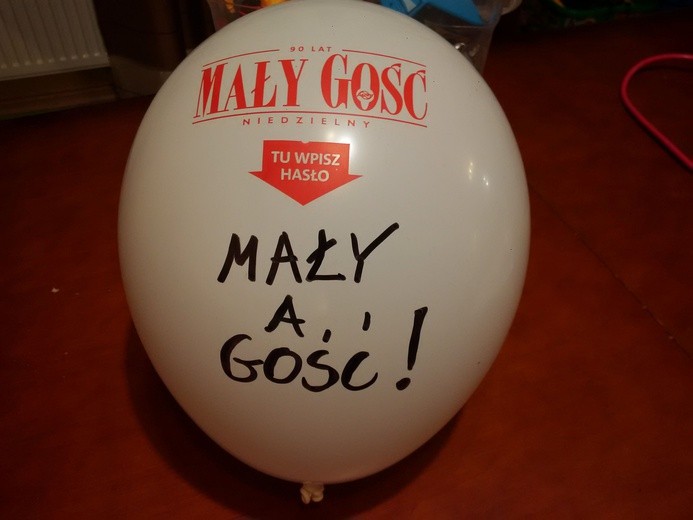 90 LAT
MAŁY GOŚĆ
NIEDZIELNY
TU WPISZ
HASŁO
MAŁY
A
GOŚĆ!